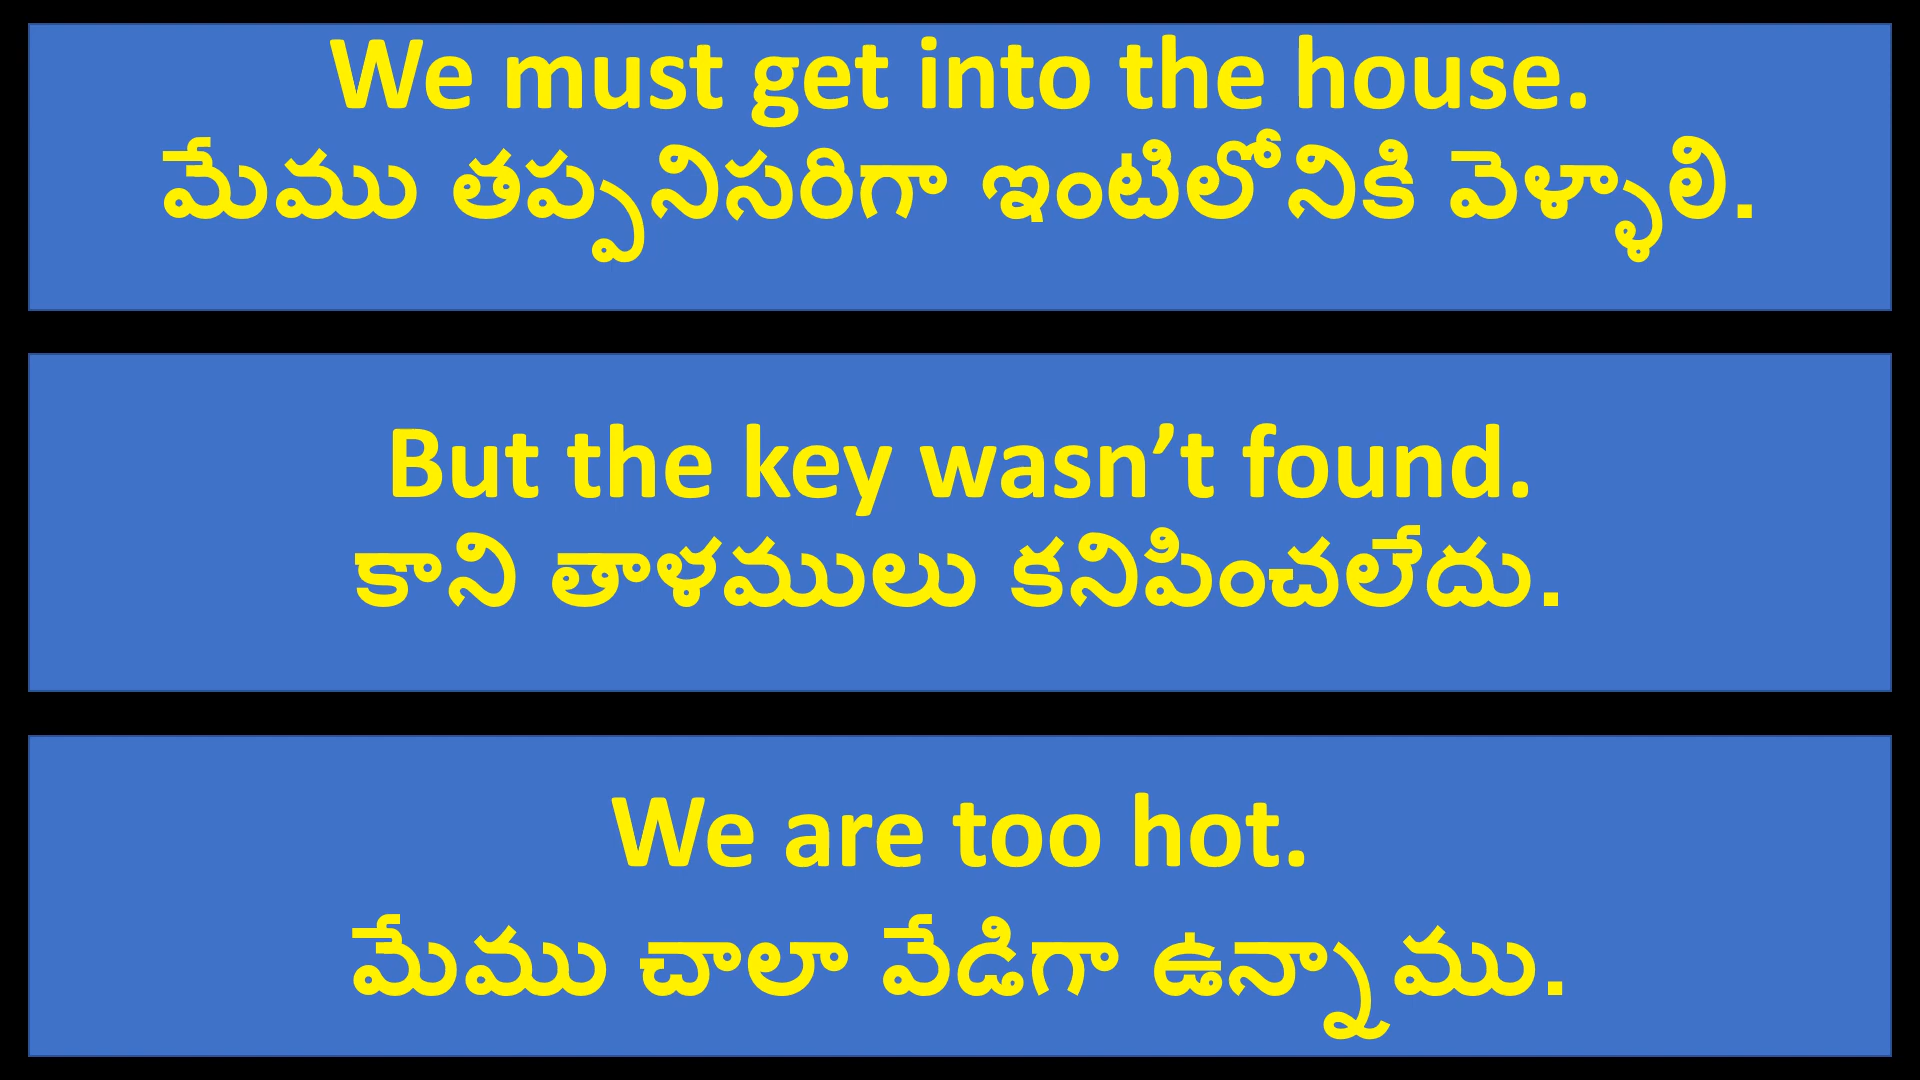 We must get into the house.
మేము తప్పనిసరిగా ఇంటిలోనికి వెళ్ళాలి.
But the key wasn’t found.
కాని తాళములు కనిపించలేదు.
We are too hot.
మేము చాలా వేడిగా ఉన్నాము.